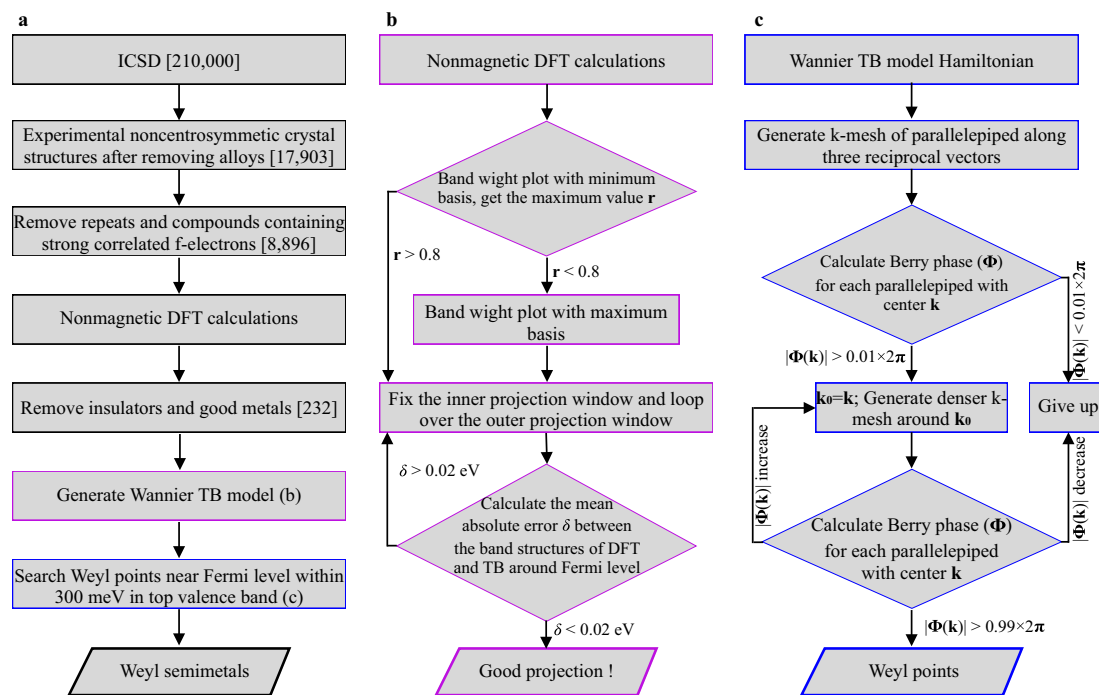 a
ICSD [210,000]
Experimental noncentrosymmetic crystal
structures after removing alloys [17,903]
Remove repeats and compounds containing
strong correlated f-electrons [8,896]
Nonmagnetic DFT calculations
Remove insulators and good metals [232]
Generate Wannier TB model (b)
Search Weyl points near Fermi level within
300 meV in top valence band (c)
Weyl semimetals
b
Nonmagnetic DFT calculations
Band wight plot with minimum
basis, get the maximum value r
r > 0.8
r < 0.8
Band wight plot with maximum
basis
Fix the inner projection window and loop
over the outer projection window
δ > 0.02 eV
Calculate the mean
absolute error δ between
the band structures of DFT
and TB around Fermi level
δ < 0.02 eV
Good projection !
c
Wannier TB model Hamiltonian
Generate k-mesh of parallelepiped along
three reciprocal vectors
Calculate Berry phase (Φ)
for each parallelepiped with
center k
|Φ(k)| < 0.01×2π
|Φ(k)| > 0.01×2π
k₀=k; Generate denser k-
mesh around k₀
Give up
|Φ(k)| increase
|Φ(k)| decrease
Calculate Berry phase (Φ)
for each parallelepiped
with center k
|Φ(k)| > 0.99×2π
Weyl points